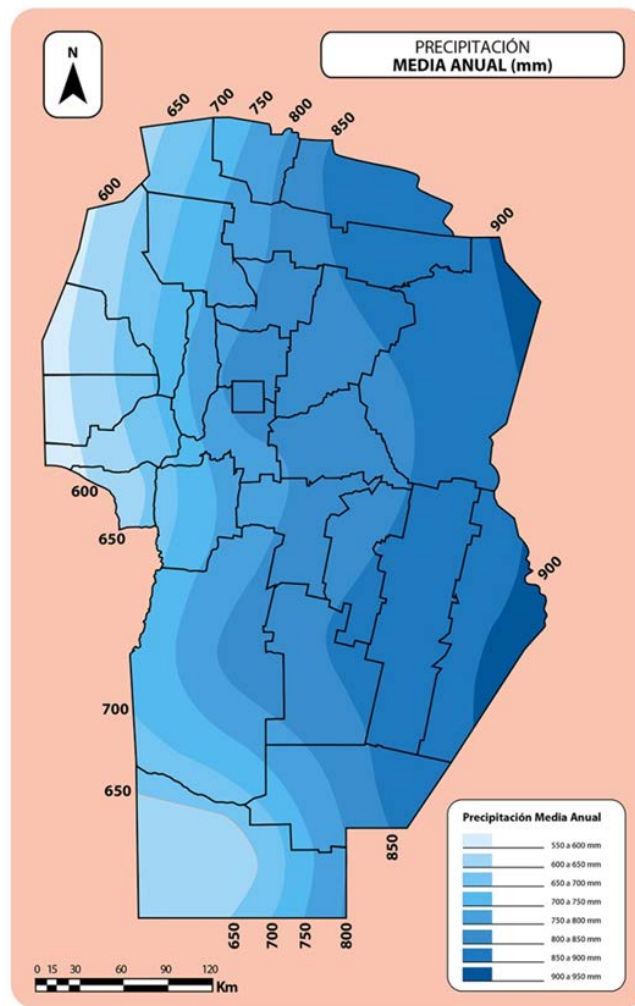 N
PRECIPITACIÓN
MEDIA ANUAL (mm)
650
700
750
800
850
600
900
600
650
900
700
650
850
650
700
750
800
Precipitación Media Anual
550 a 600 mm
600 a 650 mm
650 a 700 mm
700 a 750 mm
750 a 800 mm
800 a 850 mm
850 a 900 mm
900 a 950 mm
0 15 30 60 90 120
Km